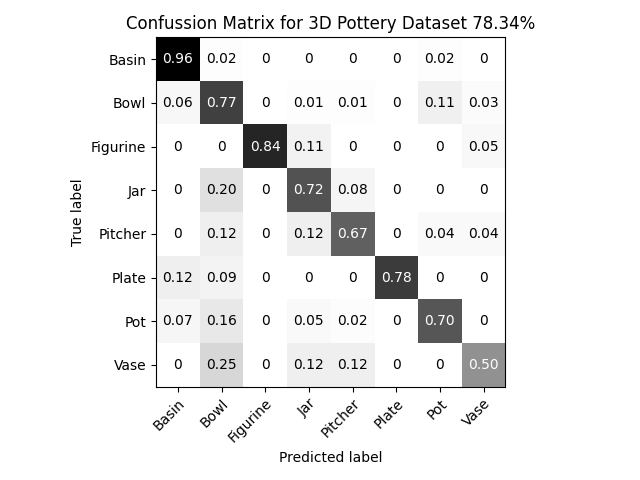 Confussion Matrix for 3D Pottery Dataset 78.34%
Basin 0.96 0.02 0 0 0 0 0.02 0
Bowl 0.06 0.77 0 0.01 0.01 0 0.11 0.03
Figurine 0 0 0.84 0.11 0 0 0 0.05
Jar 0 0.20 0 0.72 0.08 0 0 0
Pitcher 0 0.12 0 0.12 0.67 0 0.04 0.04
Plate 0.12 0.09 0 0 0 0.78 0 0
Pot 0.07 0.16 0 0.05 0.02 0 0.70 0
Vase 0 0.25 0 0.12 0.12 0 0 0.50
True label
Basin Bowl Figurine Jar Pitcher Plate Pot Vase
Predicted label